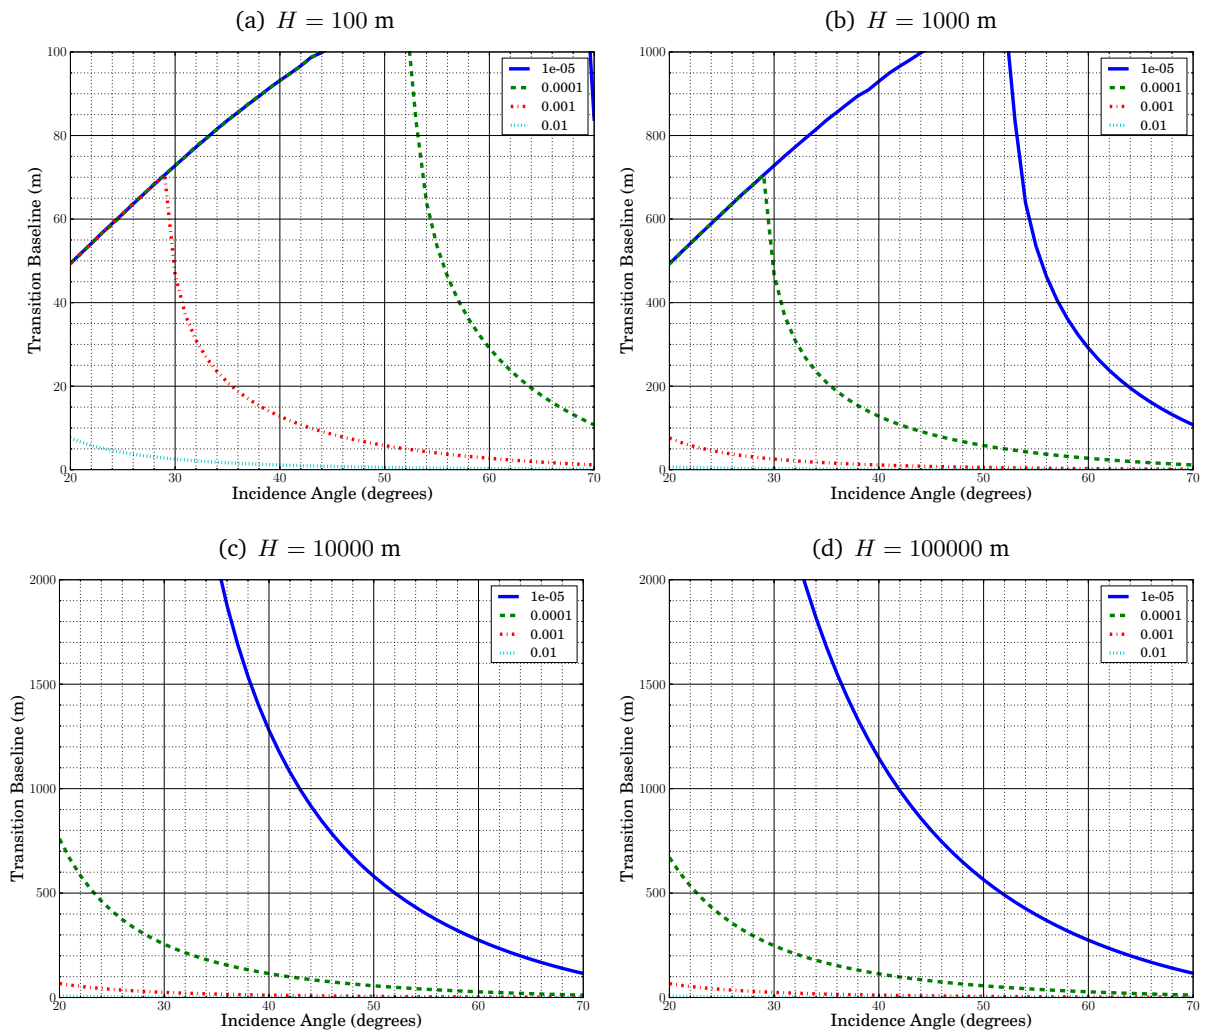 (a) H = 100 m
100
80
60
40
20
0
20 30 40 50 60 70
Transition Baseline (m)
Incidence Angle (degrees)
1e-05
0.0001
0.001
0.01
(b) H = 1000 m
1000
800
600
400
200
0
20 30 40 50 60 70
Transition Baseline (m)
Incidence Angle (degrees)
1e-05
0.0001
0.001
0.01
(c) H = 10000 m
2000
1500
1000
500
0
20 30 40 50 60 70
Transition Baseline (m)
Incidence Angle (degrees)
1e-05
0.0001
0.001
0.01
(d) H = 100000 m
2000
1500
1000
500
0
20 30 40 50 60 70
Transition Baseline (m)
Incidence Angle (degrees)
1e-05
0.0001
0.001
0.01